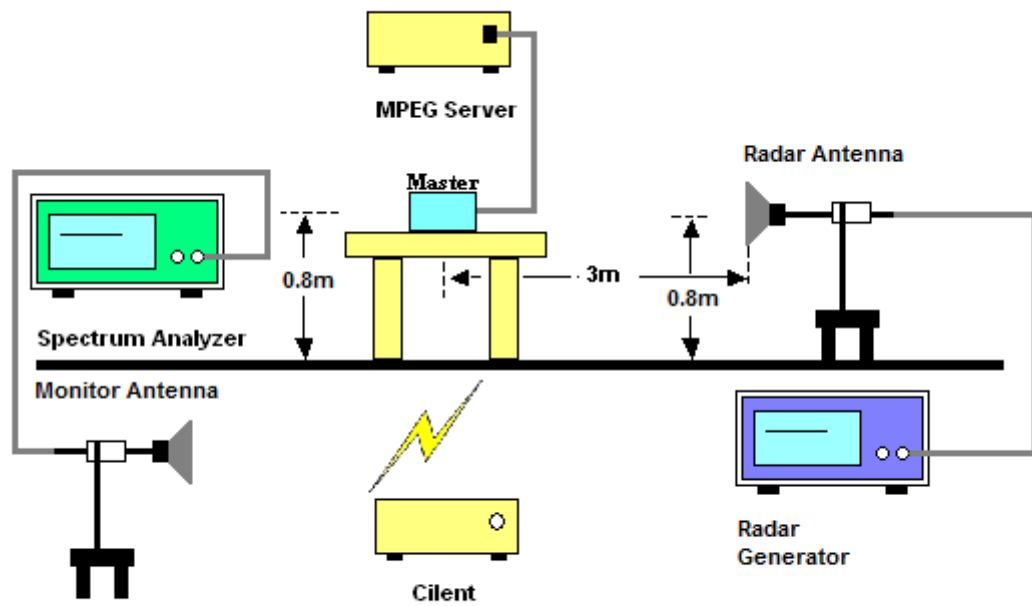 MPEG Server
Radar Antenna
Master
0.8m
3m
0.8m
Spectrum Analyzer
Monitor Antenna
Radar
Generator
Cilent